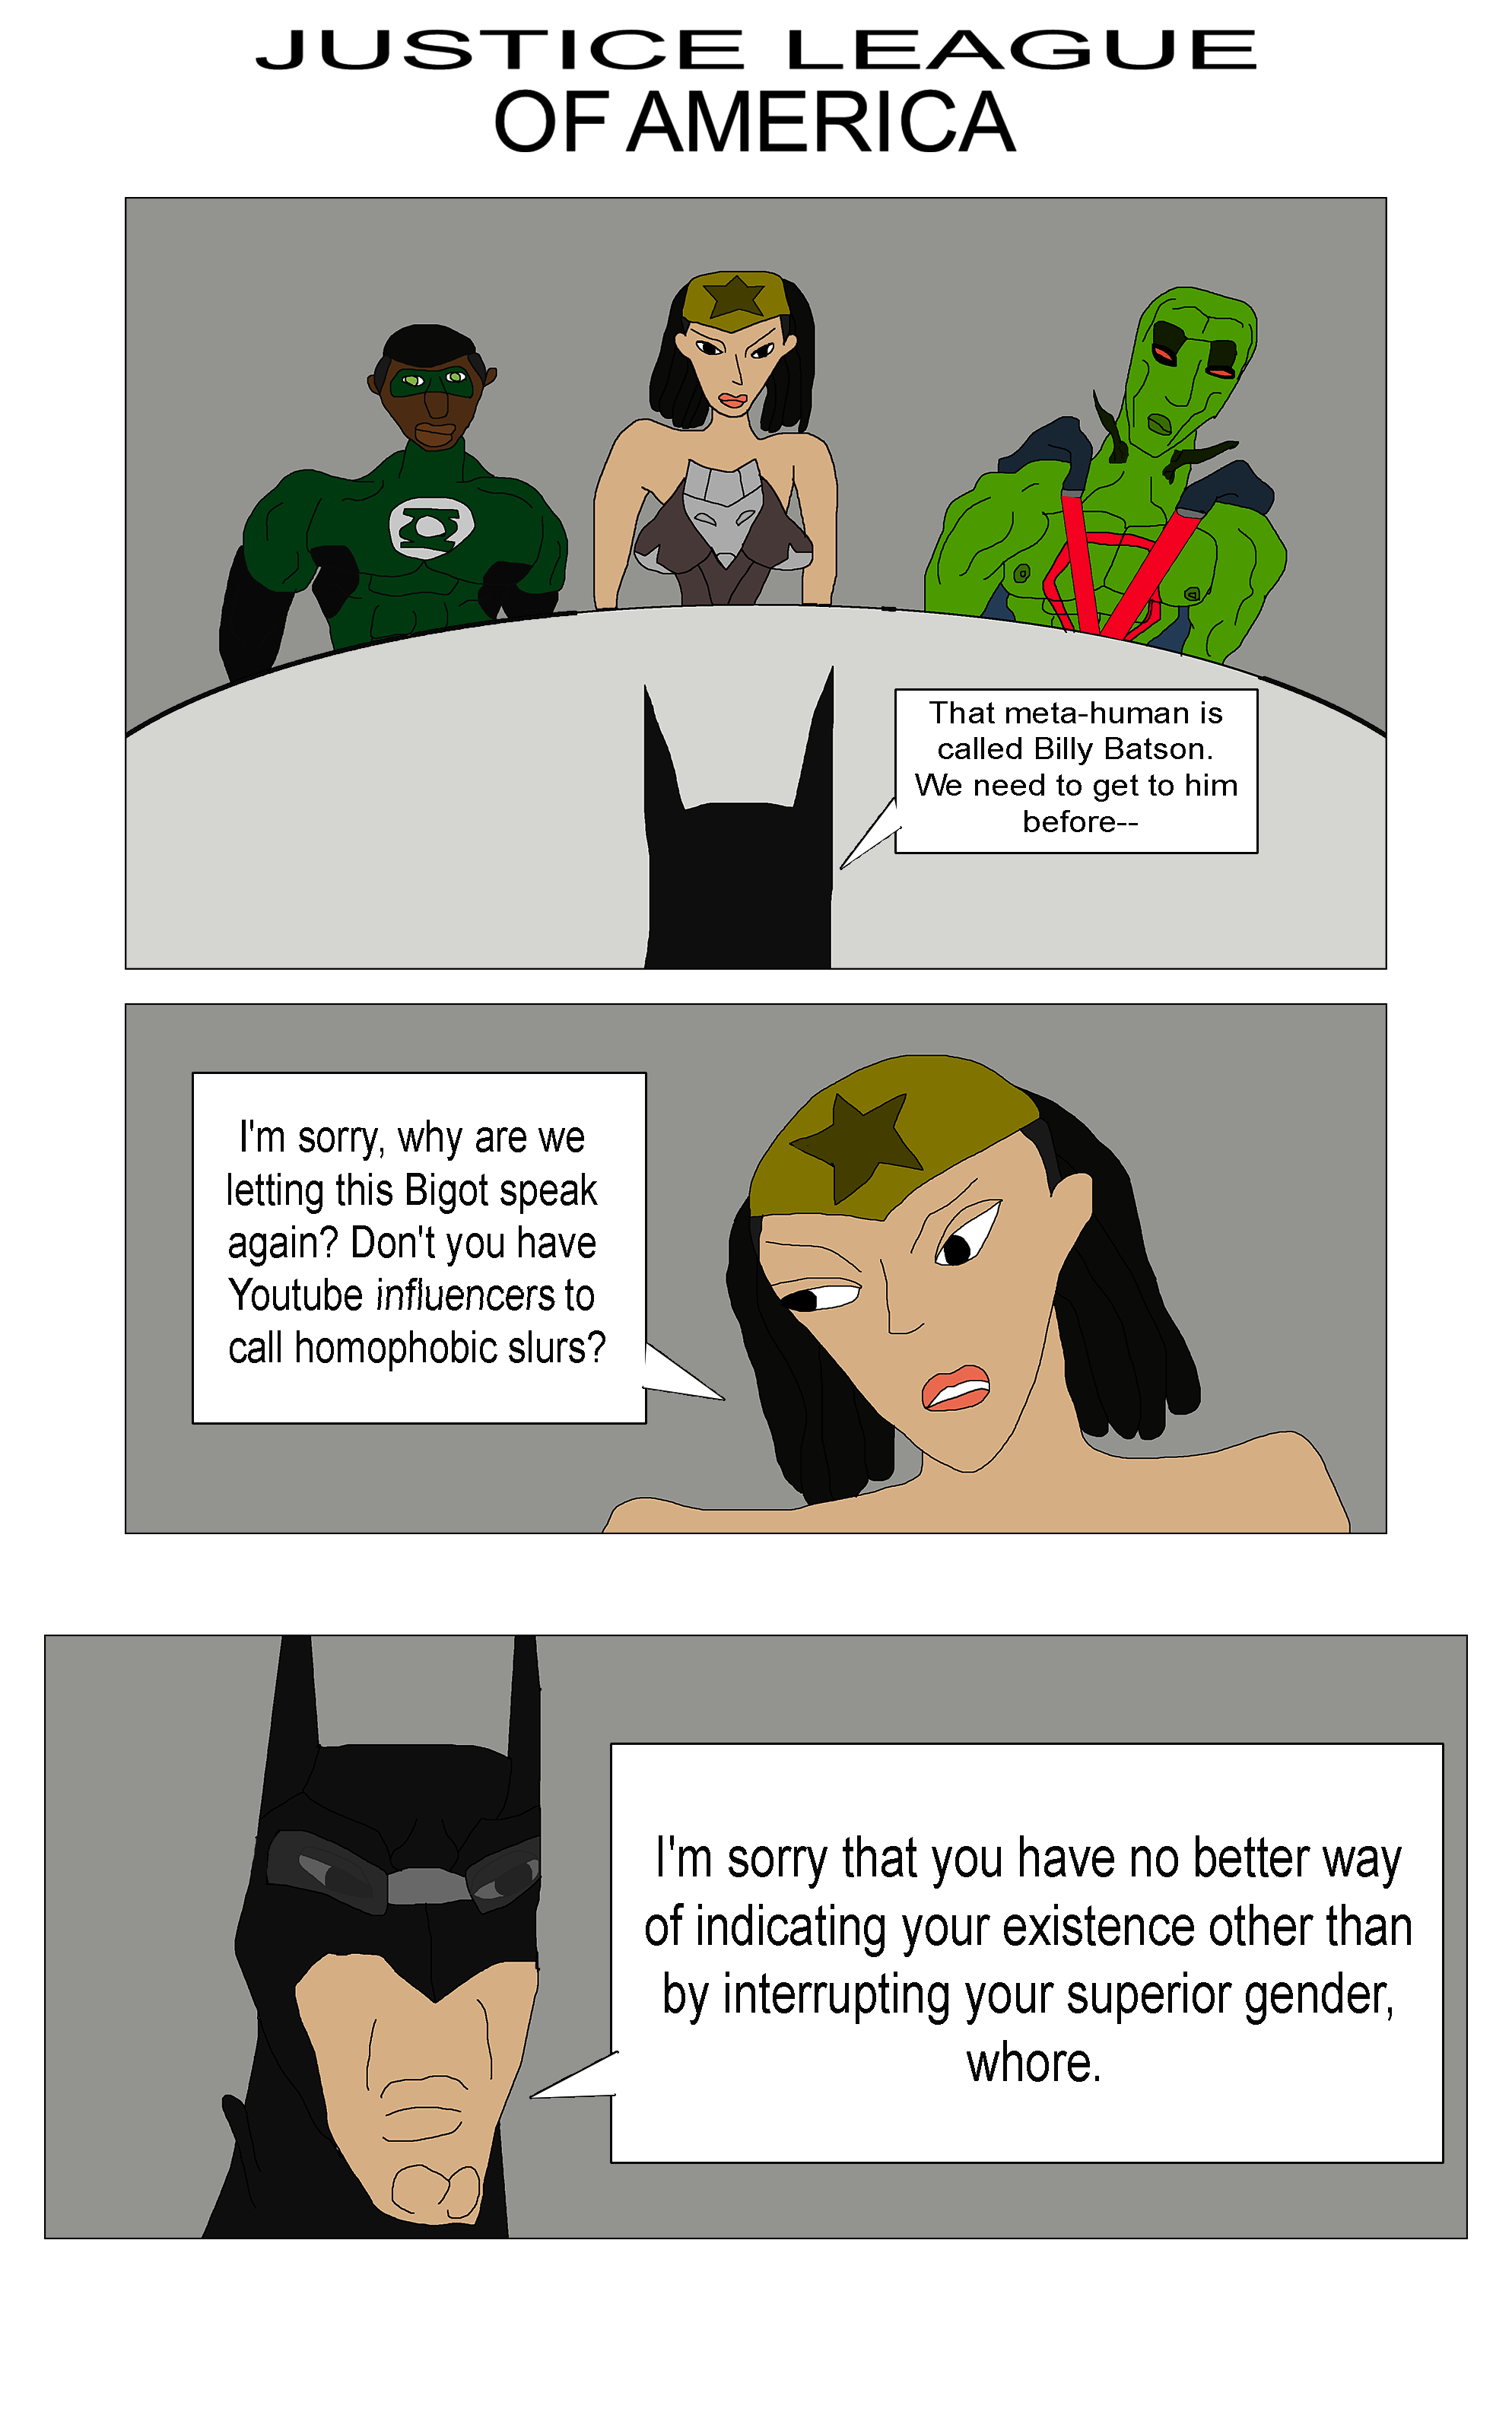 JUSTICE LEAGUE
OF AMERICA
That meta-human is
called Billy Batson.
We need to get to him
before--
I'm sorry, why are we
letting this Bigot speak
again? Don't you have
Youtube influencers to
call homophobic slurs?
I'm sorry that you have no better way
of indicating your existence other than
by interrupting your superior gender,
whore.